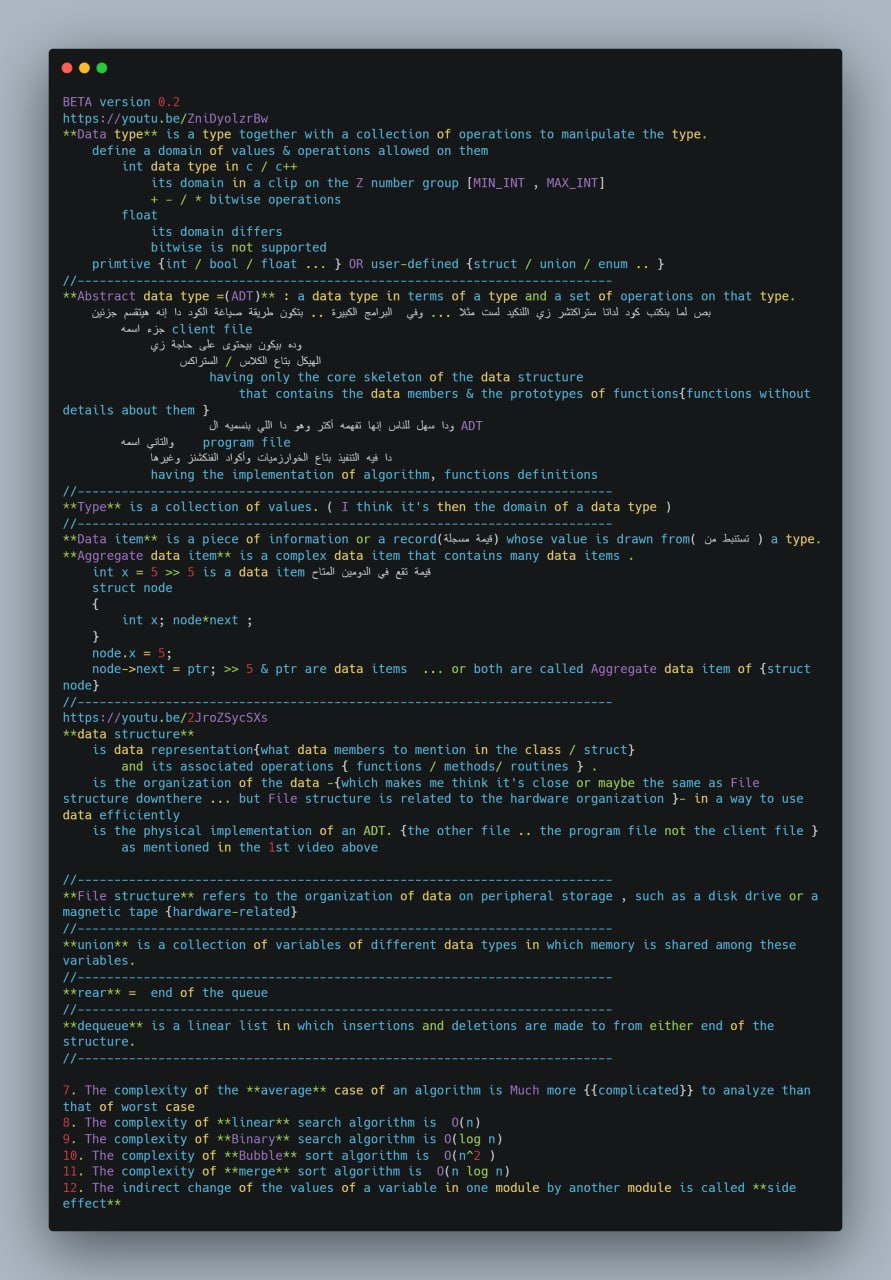 BETA version 0.2
https://youtu.be/ZniDyolzrBw
**Data type** is a type together with a collection of operations to manipulate the type.
define a domain of values & operations allowed on them
int data type in c / c++
its domain in a clip on the Z number group [MIN_INT , MAX_INT]
+ - / * bitwise operations
float
its domain differs
bitwise is not supported
primtive {int / bool / float ... } OR user-defined {struct / union / enum .. }
//-------------------------------------------------------------------------
**Abstract data type =(ADT)** : a data type in terms of a type and a set of operations on that type.
بص لما بنكتب كود لداتا ستراكتشر زي اللنكيد لست مثلا ... وفي البرامج الكبيرة .. بتكون طريقة صياغة الكود دا إنه هيتقسم جزئين
جزء اسمه client file
وده بيكون بيحتوى على حاجة زي
الهيكل بتاع الكلاس / الستراكس
having only the core skeleton of the data structure
that contains the data members & the prototypes of functions{functions without
details about them }
ودا سهل للناس إنها تفهمه أكتر وهو دا اللي بنسميه ال ADT
والتاني اسمه program file
دا فيه التنفيذ بتاع الخوارزميات وأكواد الفنكشنز وغيرها
having the implementation of algorithm, functions definitions
//-------------------------------------------------------------------------
**Type** is a collection of values. ( I think it's then the domain of a data type )
//-------------------------------------------------------------------------
**Data item** is a piece of information or a record(قيمة مسجلة) whose value is drawn from( تستنبط من ) a type.
**Aggregate data item** is a complex data item that contains many data items .
int x = 5 >> 5 is a data item قيمة تقع في الدومين المتاح
struct node
{
int x; node*next ;
}
node.x = 5;
node->next = ptr; >> 5 & ptr are data items ... or both are called Aggregate data item of {struct
node}
//-------------------------------------------------------------------------
https://youtu.be/2JroZSycSXs
**data structure**
is data representation{what data members to mention in the class / struct}
and its associated operations { functions / methods/ routines } .
is the organization of the data -{which makes me think it's close or maybe the same as File
structure downthere ... but File structure is related to the hardware organization }- in a way to use
data efficiently
is the physical implementation of an ADT. {the other file .. the program file not the client file }
as mentioned in the 1st video above
//-------------------------------------------------------------------------
**File structure** refers to the organization of data on peripheral storage , such as a disk drive or a
magnetic tape {hardware-related}
//-------------------------------------------------------------------------
**union** is a collection of variables of different data types in which memory is shared among these
variables.
//-------------------------------------------------------------------------
**rear** = end of the queue
//-------------------------------------------------------------------------
**dequeue** is a linear list in which insertions and deletions are made to from either end of the
structure.
//-------------------------------------------------------------------------
7. The complexity of the **average** case of an algorithm is Much more {{complicated}} to analyze than
that of worst case
8. The complexity of **linear** search algorithm is O(n)
9. The complexity of **Binary** search algorithm is O(log n)
10. The complexity of **Bubble** sort algorithm is O(n^2 )
11. The complexity of **merge** sort algorithm is O(n log n)
12. The indirect change of the values of a variable in one module by another module is called **side
effect**